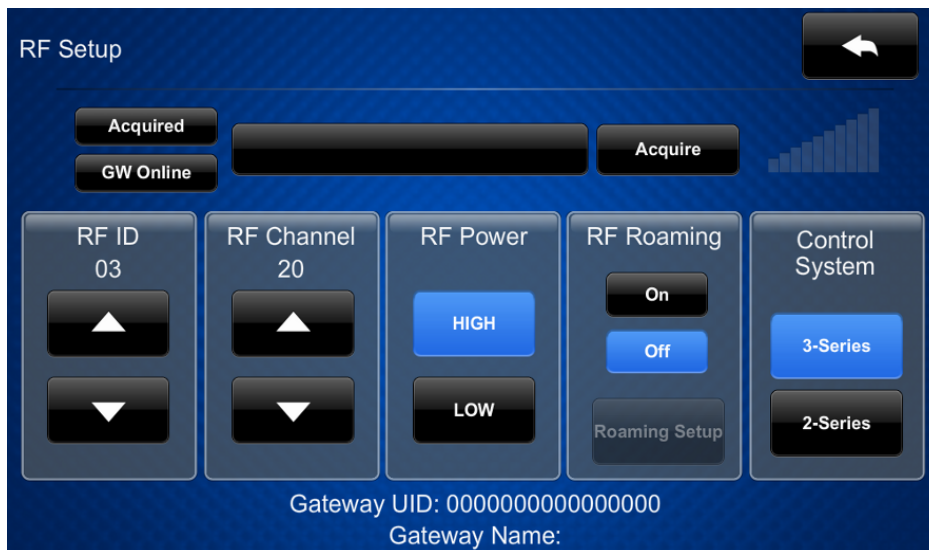 RF Setup
Acquired
GW Online
Acquire
RF ID
03
RF Channel
20
RF Power
HIGH
LOW
RF Roaming
On
Off
Roaming Setup
Control
System
3-Series
2-Series
Gateway UID: 0000000000000000
Gateway Name: